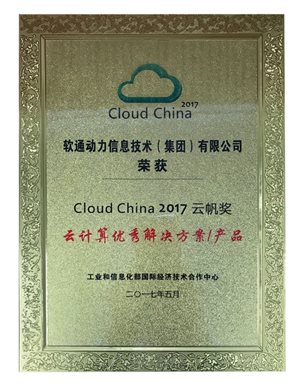 2017
Cloud China
软通动力信息技术（集团）有限公司
荣获
Cloud China 2017 云帆奖
云计算优秀解决方案/产品
工业和信息化部国际经济技术合作中心
二〇一七年五月